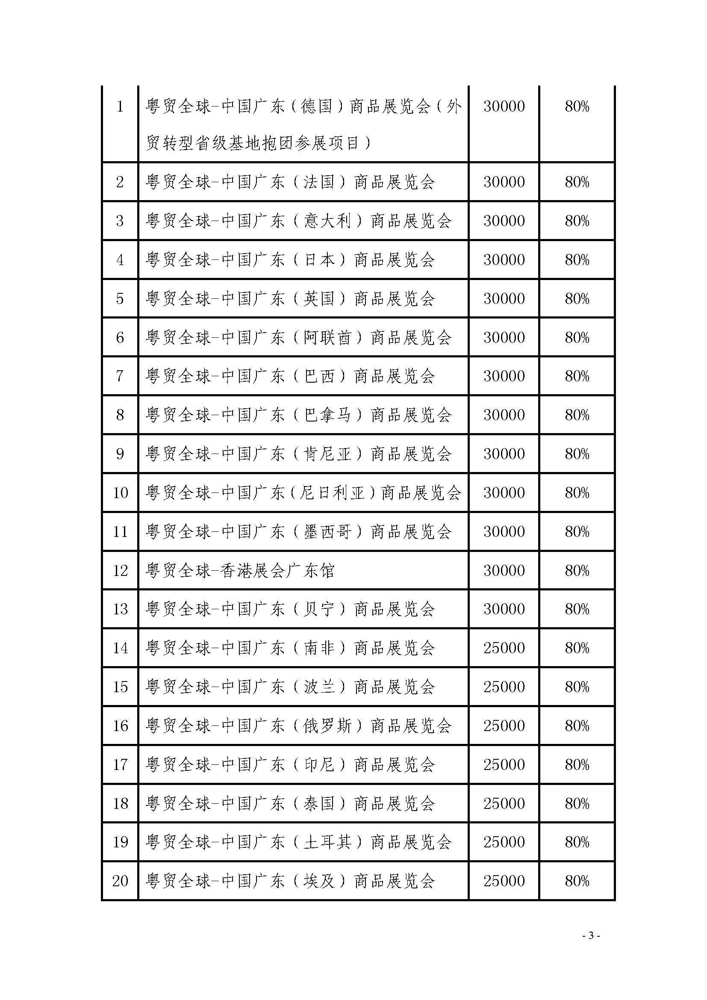 1 粤贸全球-中国广东（德国）商品展览会（外 30000 80%
贸转型省级基地抱团参展项目）
2 粤贸全球-中国广东（法国）商品展览会 30000 80%
3 粤贸全球-中国广东（意大利）商品展览会 30000 80%
4 粤贸全球-中国广东（日本）商品展览会 30000 80%
5 粤贸全球-中国广东（英国）商品展览会 30000 80%
6 粤贸全球-中国广东（阿联酋）商品展览会 30000 80%
7 粤贸全球-中国广东（巴西）商品展览会 30000 80%
8 粤贸全球-中国广东（巴拿马）商品展览会 30000 80%
9 粤贸全球-中国广东（肯尼亚）商品展览会 30000 80%
10 粤贸全球-中国广东（尼日利亚）商品展览会 30000 80%
11 粤贸全球-中国广东（墨西哥）商品展览会 30000 80%
12 粤贸全球-香港展会广东馆 30000 80%
13 粤贸全球-中国广东（贝宁）商品展览会 30000 80%
14 粤贸全球-中国广东（南非）商品展览会 25000 80%
15 粤贸全球-中国广东（波兰）商品展览会 25000 80%
16 粤贸全球-中国广东（俄罗斯）商品展览会 25000 80%
17 粤贸全球-中国广东（印尼）商品展览会 25000 80%
18 粤贸全球-中国广东（泰国）商品展览会 25000 80%
19 粤贸全球-中国广东（土耳其）商品展览会 25000 80%
20 粤贸全球-中国广东（埃及）商品展览会 25000 80%
- 3 -